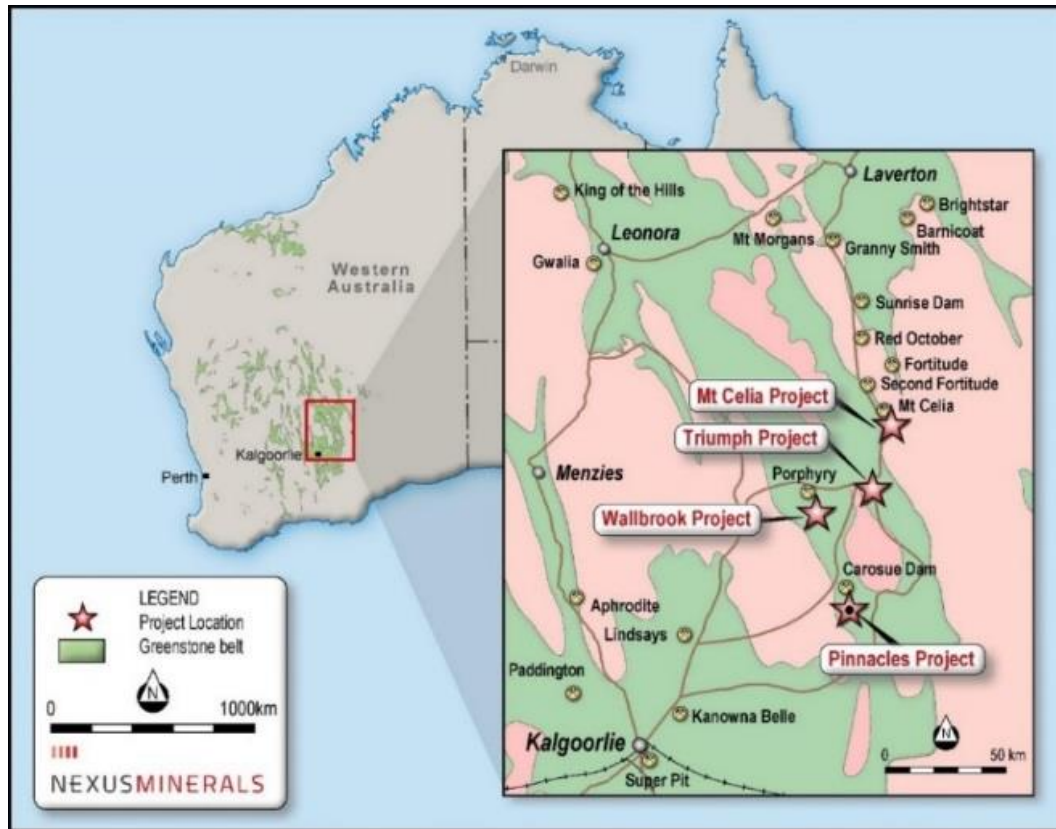 Darwin
Western
Australia
Kalgoorlie
Perth
LEGEND
Project Location
Greenstone belt
N
0 1000km
NEXUSMINERALS
Laverton
King of the Hills
Brightstar
Barnicoat
Leonora
Mt Morgans
Granny Smith
Gwalia
Sunrise Dam
Red October
Fortitude
Second Fortitude
Mt Celia Project
Mt Celia
Triumph Project
Menzies
Porphyry
Wallbrook Project
Carosue Dam
Aphrodite
Lindsays
Pinnacles Project
Paddington
Kanowna Belle
Kalgoorlie
N
0 50 km
Super Pit